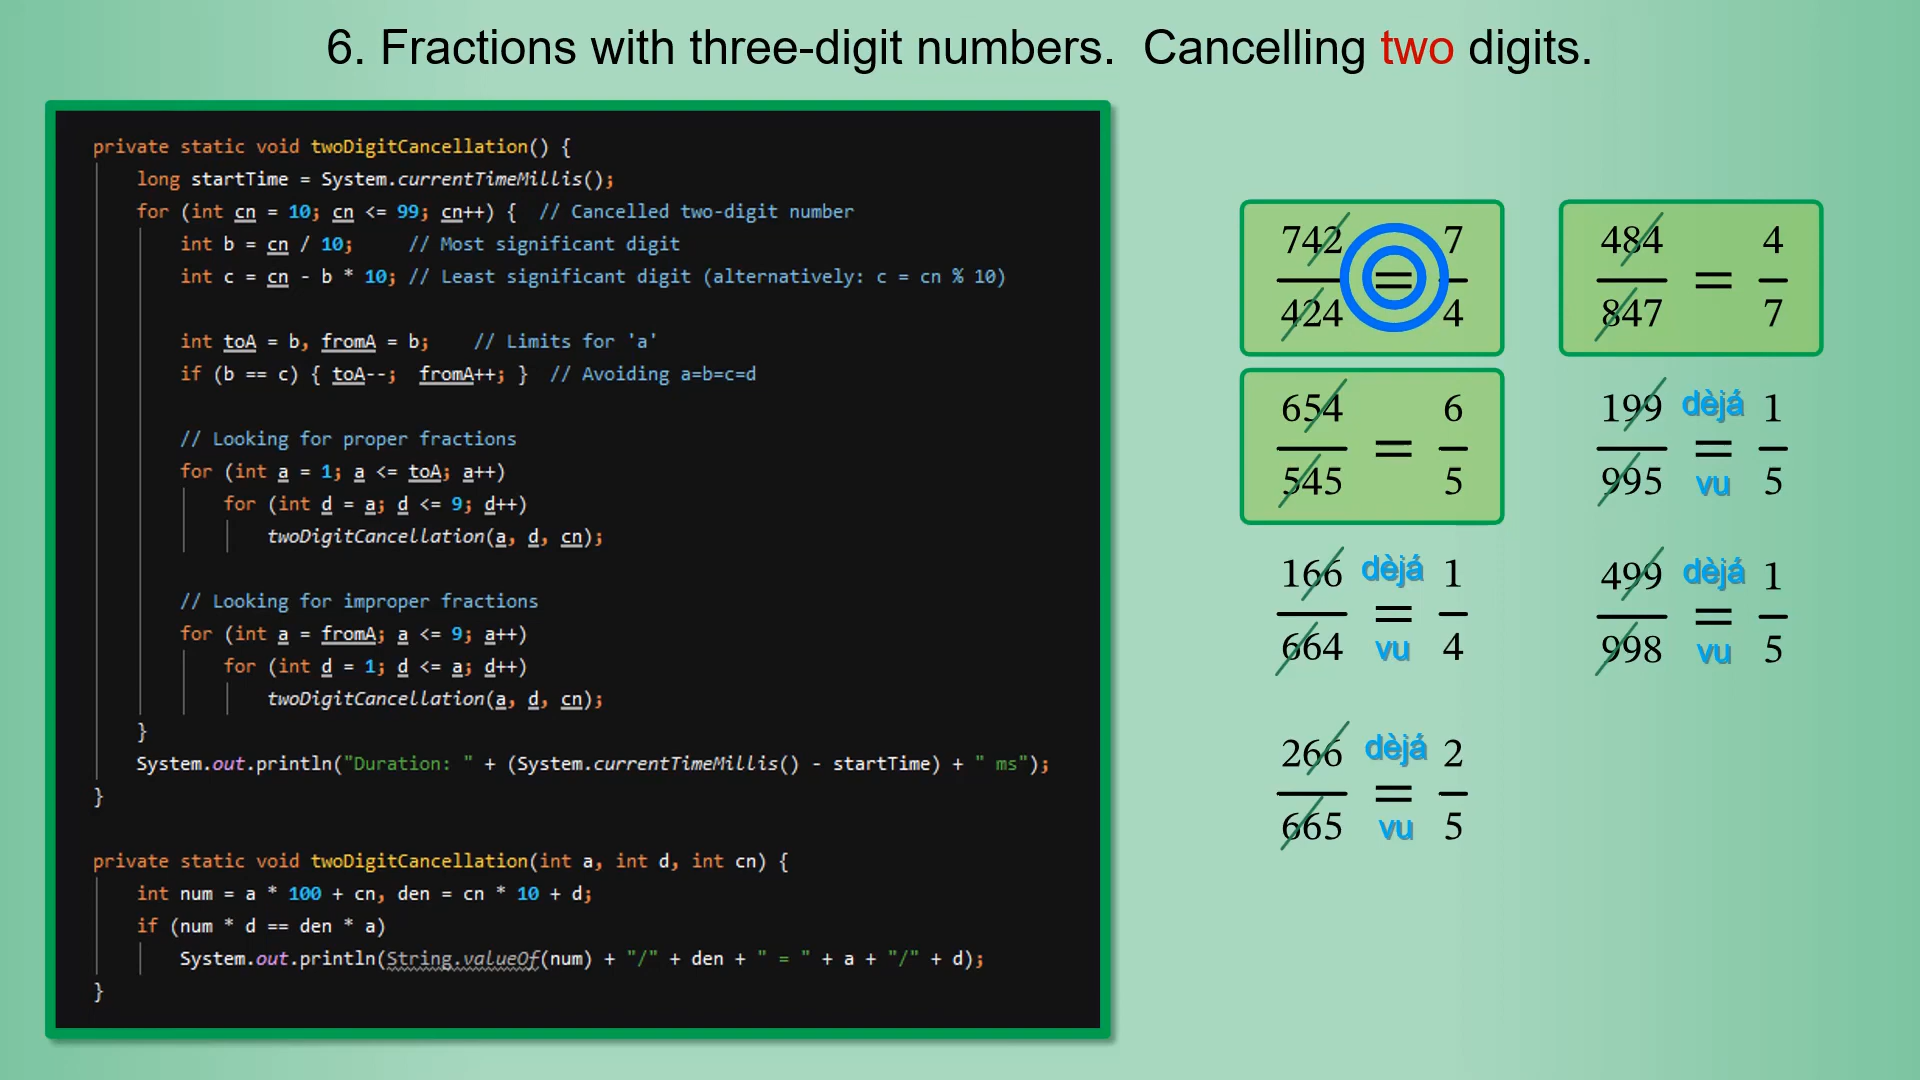 6. Fractions with three-digit numbers.  Cancelling two digits.
private static void twoDigitCancellation() {
    long startTime = System.currentTimeMillis();
    for (int cn = 10; cn <= 99; cn++) {  // Cancelled two-digit number
        int b = cn / 10;     // Most significant digit
        int c = cn - b * 10; // Least significant digit (alternatively: c = cn % 10)
        int toA = b, fromA = b;    // Limits for 'a'
        if (b == c) { toA--;  fromA++; }  // Avoiding a=b=c=d
        // Looking for proper fractions
        for (int a = 1; a <= toA; a++)
            for (int d = a; d <= 9; d++)
                twoDigitCancellation(a, d, cn);
        // Looking for improper fractions
        for (int a = fromA; a <= 9; a++)
            for (int d = 1; d <= a; d++)
                twoDigitCancellation(a, d, cn);
    }
    System.out.println("Duration: " + (System.currentTimeMillis() - startTime) + " ms");
}
private static void twoDigitCancellation(int a, int d, int cn) {
    int num = a * 100 + cn, den = cn * 10 + d;
    if (num * d == den * a)
        System.out.println(String.valueOf(num) + "/" + den + " = " + a + "/" + d);
}
742 7
=
424 4
484 4
=
847 7
654 6
=
545 5
199 dèjá 1
=
995 vu 5
166 dèjá 1
=
664 vu 4
499 dèjá 1
=
998 vu 5
266 dèjá 2
=
665 vu 5